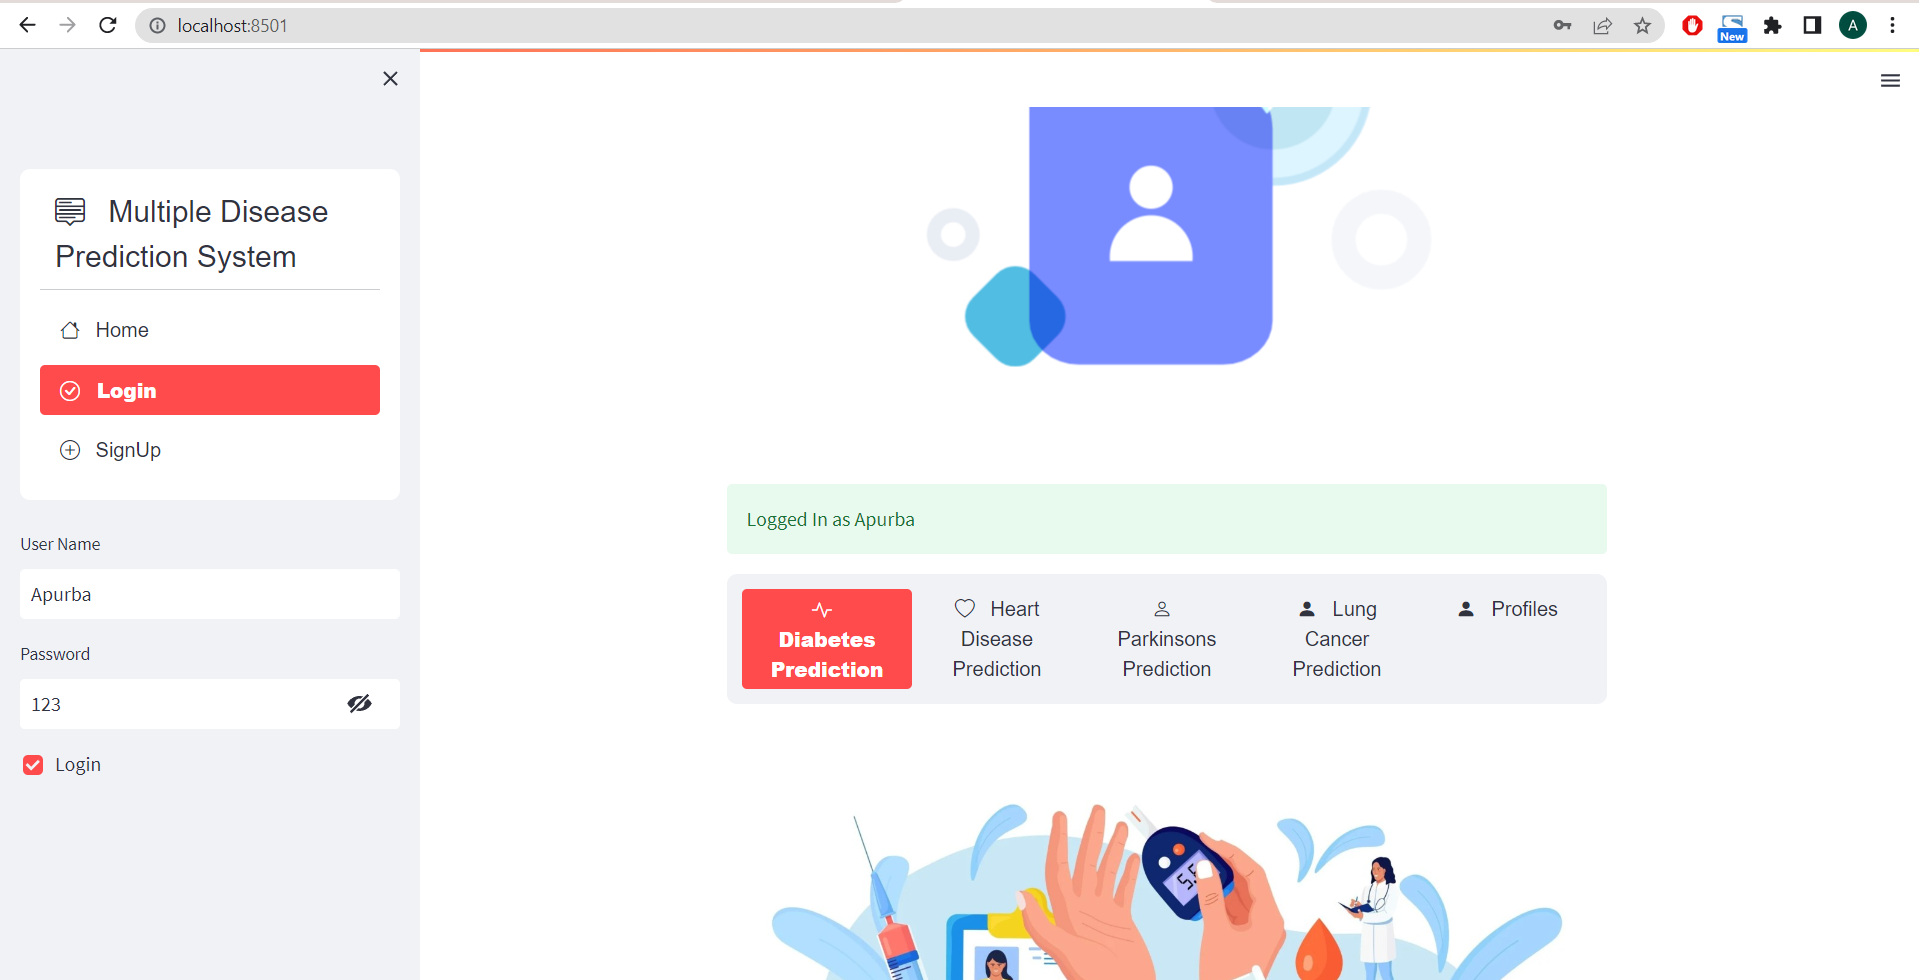 localhost:8501
A
New
Multiple Disease
Prediction System
Home
Login
SignUp
User Name
Apurba
Password
123
Login
Logged In as Apurba
Diabetes
Prediction
Heart
Disease
Prediction
Parkinsons
Prediction
Lung
Cancer
Prediction
Profiles